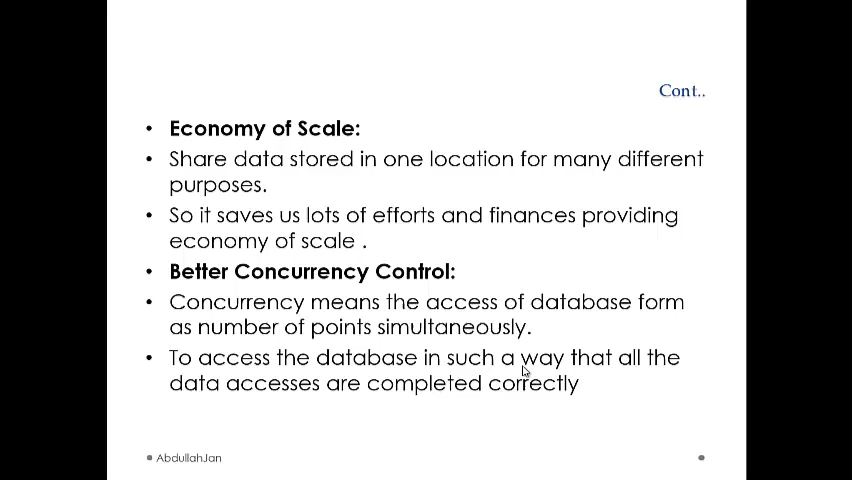 Cont..
• Economy of Scale:
• Share data stored in one location for many different
purposes.
• So it saves us lots of efforts and finances providing
economy of scale .
• Better Concurrency Control:
• Concurrency means the access of database form
as number of points simultaneously.
• To access the database in such a way that all the
data accesses are completed correctly
• AbdullahJan